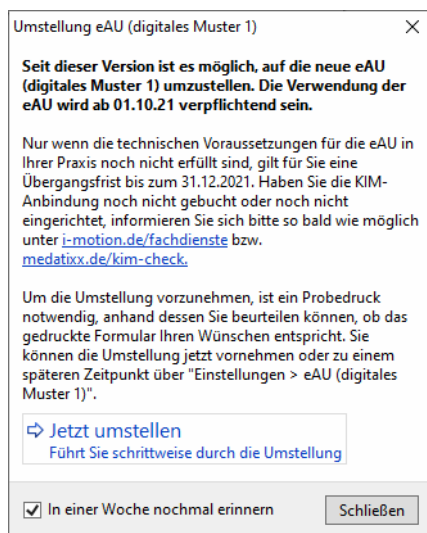 Umstellung eAU (digitales Muster 1)
Seit dieser Version ist es möglich, auf die neue eAU
(digitales Muster 1) umzustellen. Die Verwendung der
eAU wird ab 01.10.21 verpflichtend sein.
Nur wenn die technischen Voraussetzungen für die eAU in
Ihrer Praxis noch nicht erfüllt sind, gilt für Sie eine
Übergangsfrist bis zum 31.12.2021. Haben Sie die KIM-
Anbindung noch nicht gebucht oder noch nicht
eingerichtet, informieren Sie sich bitte so bald wie möglich
unter i-motion.de/fachdienste bzw.
medatixx.de/kim-check.
Um die Umstellung vorzunehmen, ist ein Probedruck
notwendig, anhand dessen Sie beurteilen können, ob das
gedruckte Formular Ihren Wünschen entspricht. Sie
können die Umstellung jetzt vornehmen oder zu einem
späteren Zeitpunkt über "Einstellungen > eAU (digitales
Muster 1)".
Jetzt umstellen
Führt Sie schrittweise durch die Umstellung
In einer Woche nochmal erinnern
Schließen